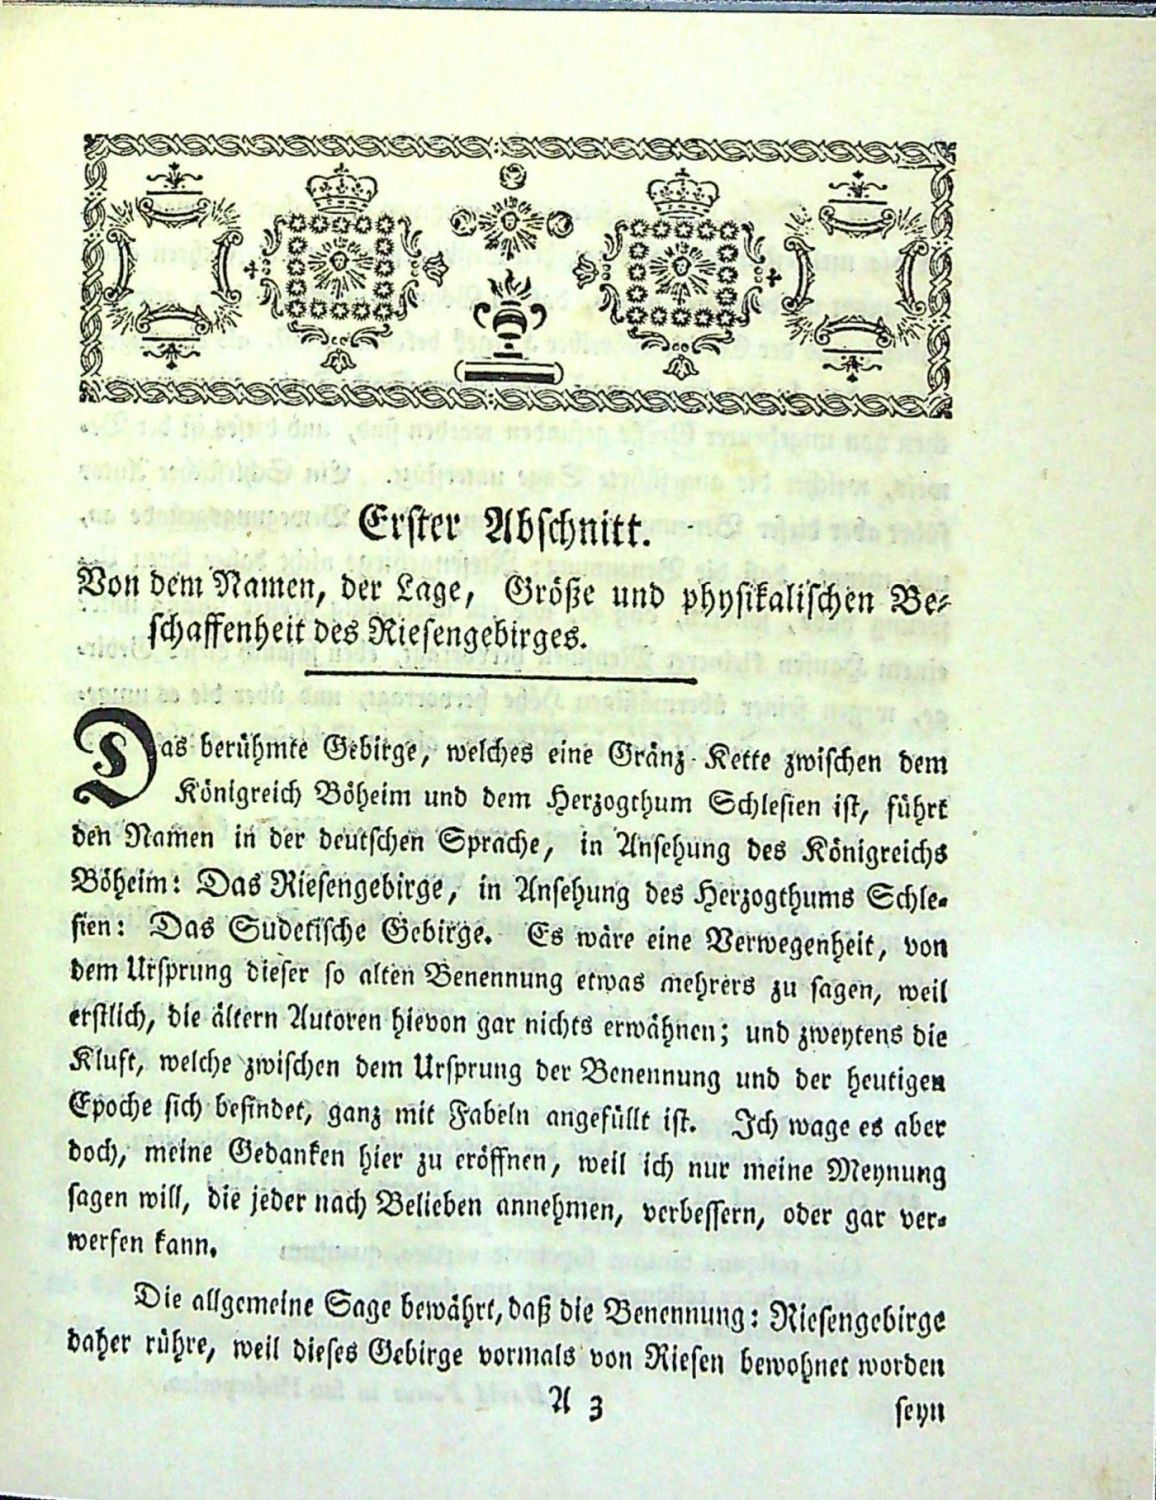 Erster Abschnitt.
Von dem Namen, der Lage, Größe und physikalischen Be-
schaffenheit des Riesengebirges.
Das berühmte Gebirge, welches eine Gränz-Kette zwischen dem
Königreich Böheim und dem Herzogthum Schlesien ist, führt
den Namen in der deutschen Sprache, in Ansehung des Königreichs
Böheim: Das Riesengebirge, in Ansehung des Herzogthums Schle-
sien: Das Sudetische Gebirge. Es wäre eine Verwegenheit, von
dem Ursprung dieser so alten Benennung etwas mehrers zu sagen, weil
erstlich, die ältern Autoren hievon gar nichts erwähnen; und zweytens die
Kluft, welche zwischen dem Ursprung der Benennung und der heutigen
Epoche sich befindet, ganz mit Fabeln angefüllt ist. Ich wage es aber
doch, meine Gedanken hier zu eröffnen, weil ich nur meine Meynung
sagen will, die jeder nach Belieben annehmen, verbessern, oder gar ver-
werfen kann.
Die allgemeine Sage bewährt, daß die Benennung: Riesengebirge
daher rühre, weil dieses Gebirge vormals von Riesen bewohnet worden
A 3
seyn